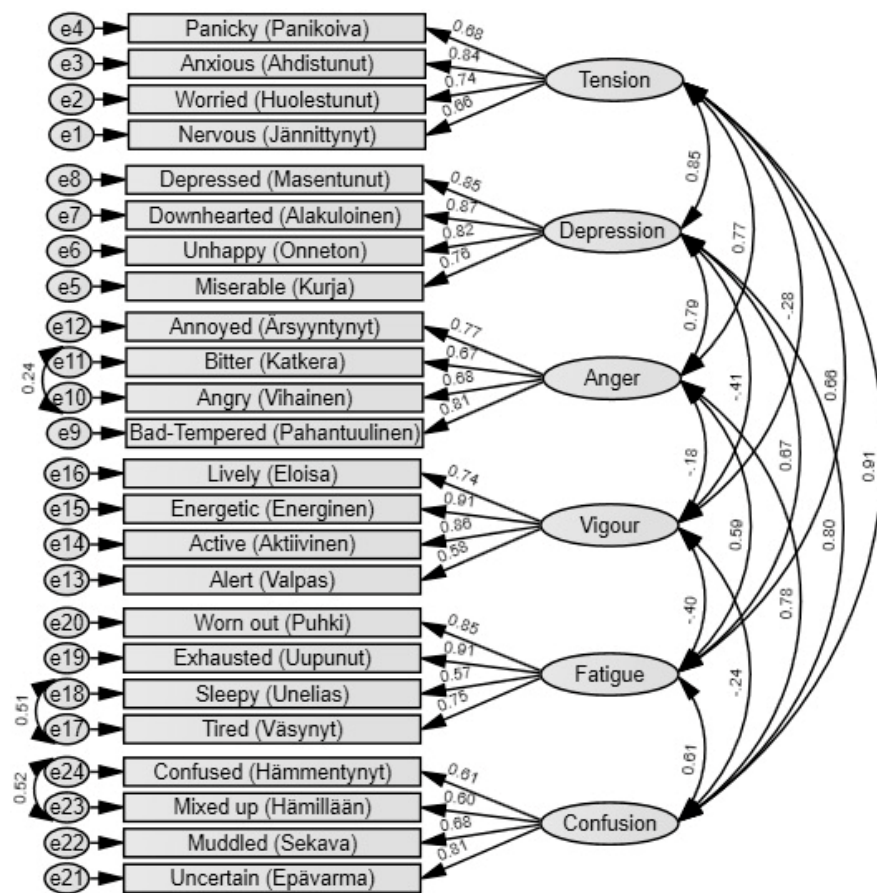 e4 Panicky (Panikoiva) 0.68
e3 Anxious (Ahdistunut) 0.84 Tension
e2 Worried (Huolestunut) 0.74
e1 Nervous (Jännittynyt) 0.66
0.85
e8 Depressed (Masentunut) 0.85
e7 Downhearted (Alakuloinen) 0.87 Depression
e6 Unhappy (Onneton) 0.82 0.77
e5 Miserable (Kurja) 0.76
0.79 -.28
e12 Annoyed (Ärsyyntynyt) 0.77
e11 Bitter (Katkera) 0.67 0.66
0.24 Anger -.41
e10 Angry (Vihainen) 0.68 0.91
e9 Bad-Tempered (Pahantuulinen) 0.81
-.18 0.67
e16 Lively (Eloisa) 0.74
e15 Energetic (Energinen) 0.91 Vigour 0.59 0.80
e14 Active (Aktiivinen) 0.86
e13 Alert (Valpas) 0.58
-.40 0.78
e20 Worn out (Puhki) 0.85
e19 Exhausted (Uupunut) 0.91 Fatigue -.24
e18 Sleepy (Unelias) 0.57
0.51
e17 Tired (Väsynyt) 0.75
0.61
e24 Confused (Hämmentynyt) 0.61
0.52
e23 Mixed up (Hämillään) 0.60 Confusion
e22 Muddled (Sekava) 0.68
e21 Uncertain (Epävarma) 0.81